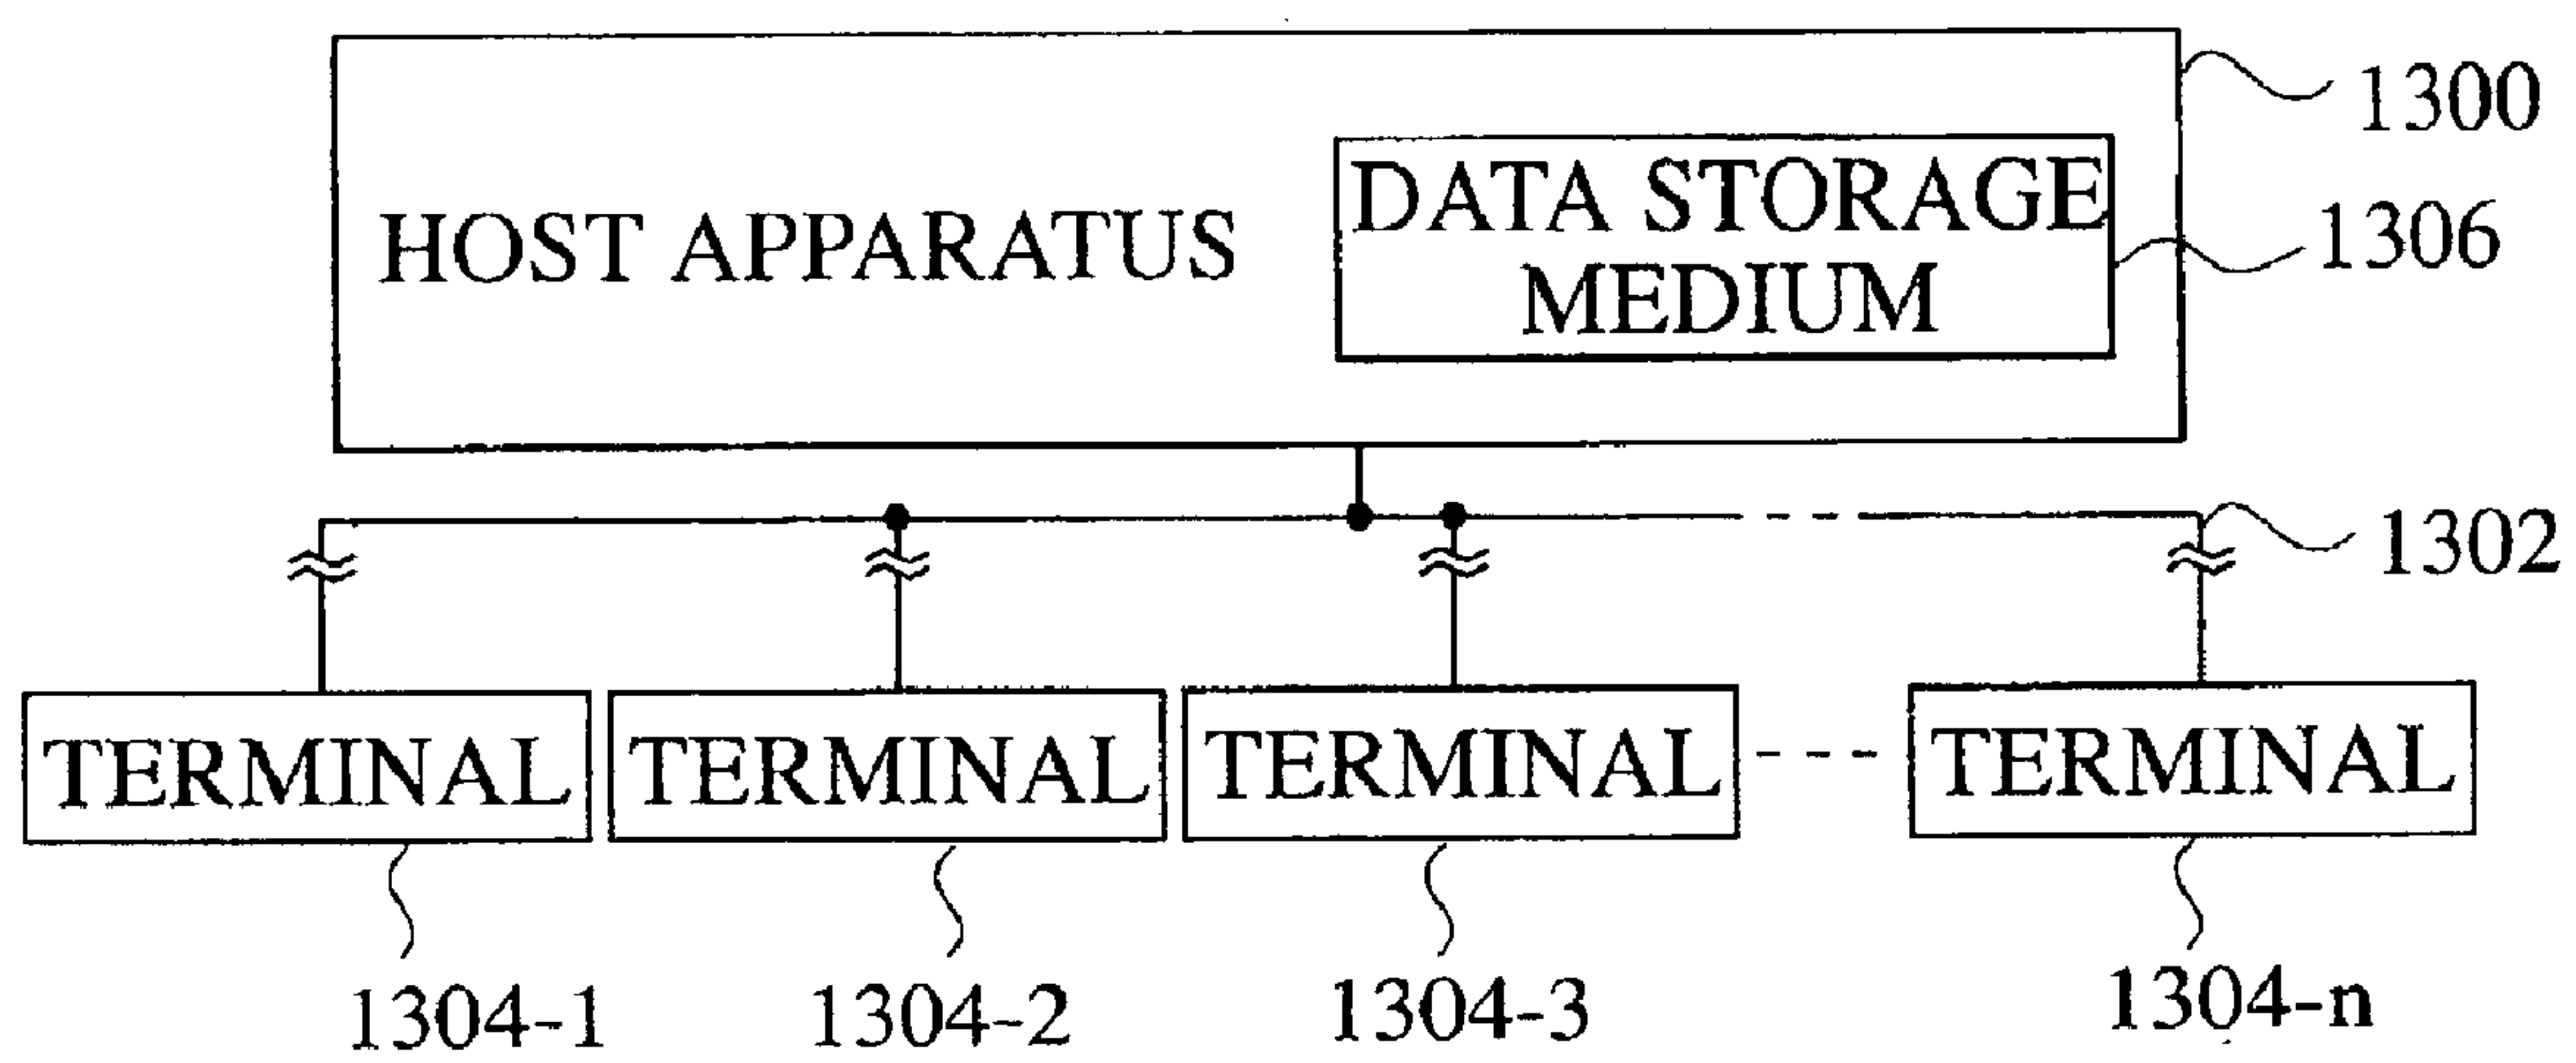 1300
HOST APPARATUS
DATA STORAGE
MEDIUM
1306
1302
TERMINAL TERMINAL TERMINAL TERMINAL
1304-1 1304-2 1304-3 1304-n